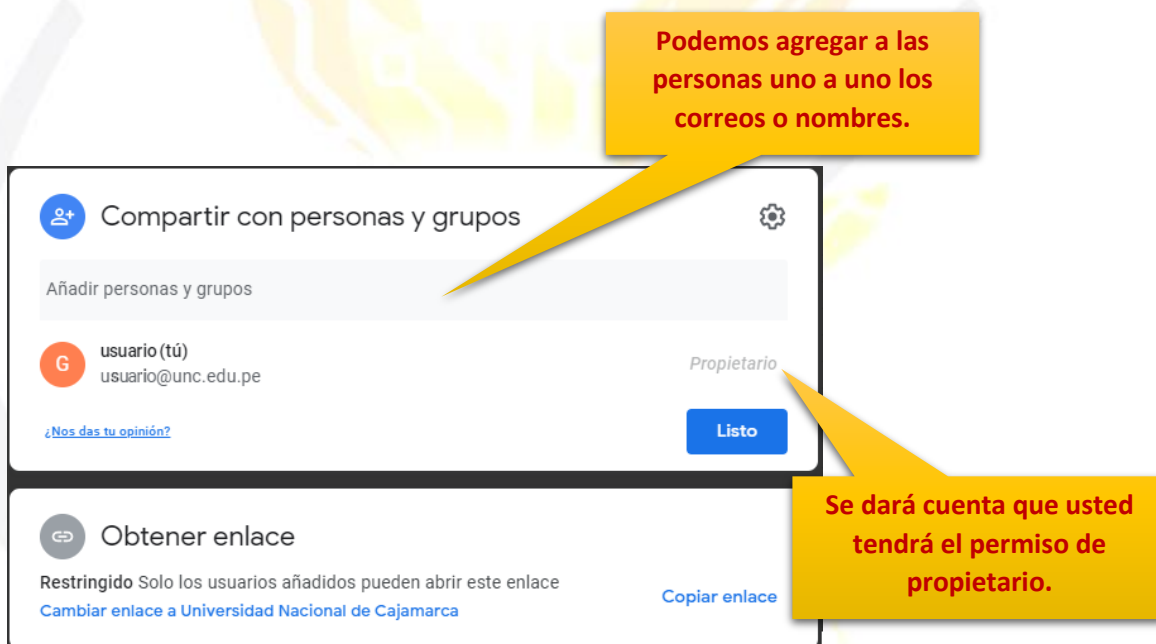 Podemos agregar a las
personas uno a uno los
correos o nombres.
Compartir con personas y grupos
Añadir personas y grupos
G
usuario (tú)
usuario@unc.edu.pe
Propietario
¿Nos das tu opinión?
Listo
Se dará cuenta que usted
tendrá el permiso de
propietario.
Obtener enlace
Restringido Solo los usuarios añadidos pueden abrir este enlace
Cambiar enlace a Universidad Nacional de Cajamarca
Copiar enlace